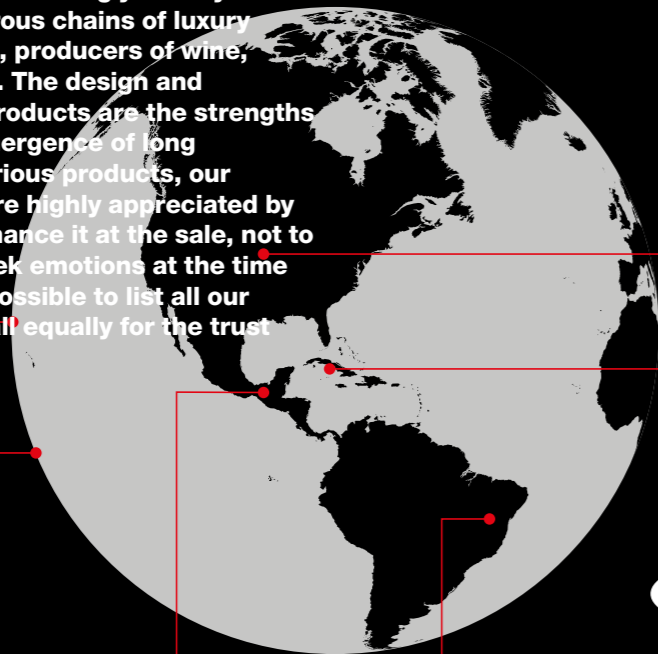 rous chains of luxury
, producers of wine,
. The design and
roducts are the strengths
ergence of long
rious products, our
re highly appreciated by
ance it at the sale, not to
ek emotions at the time
ossible to list all our
ll equally for the trust